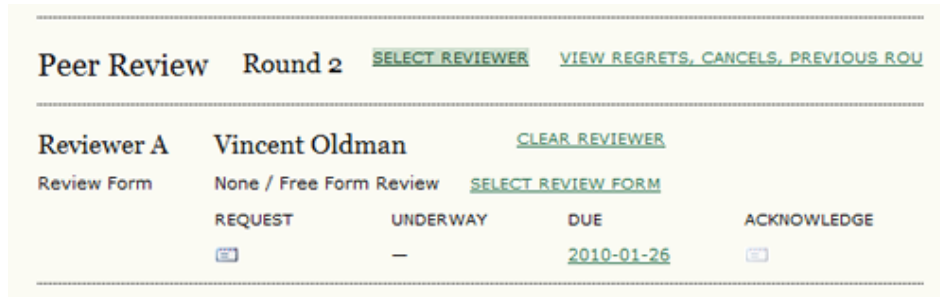 Peer Review Round 2 SELECT REVIEWER VIEW REGRETS, CANCELS, PREVIOUS ROU
Reviewer A Vincent Oldman CLEAR REVIEWER
Review Form None / Free Form Review SELECT REVIEW FORM
REQUEST UNDERWAY DUE ACKNOWLEDGE
— 2010-01-26